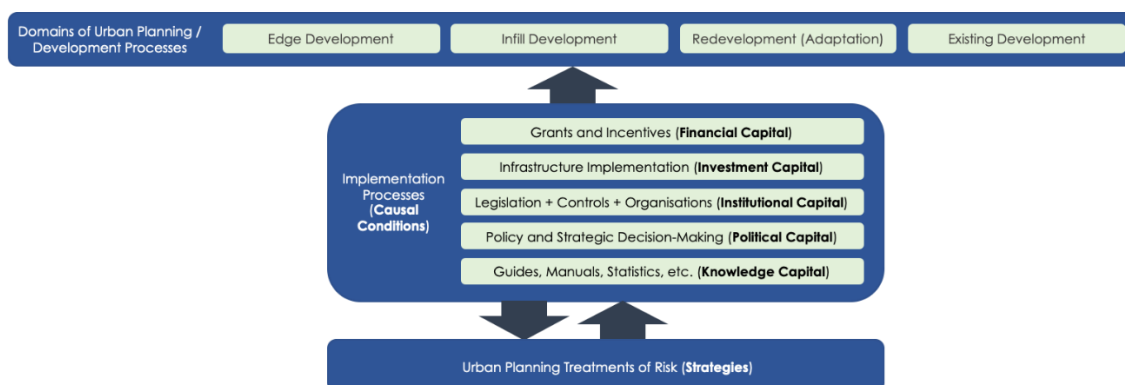 Domains of Urban Planning /
Development Processes
Edge Development
Infill Development
Redevelopment (Adaptation)
Existing Development
Implementation
Processes
(Causal
Conditions)
Grants and Incentives (Financial Capital)
Infrastructure Implementation (Investment Capital)
Legislation + Controls + Organisations (Institutional Capital)
Policy and Strategic Decision-Making (Political Capital)
Guides, Manuals, Statistics, etc. (Knowledge Capital)
Urban Planning Treatments of Risk (Strategies)